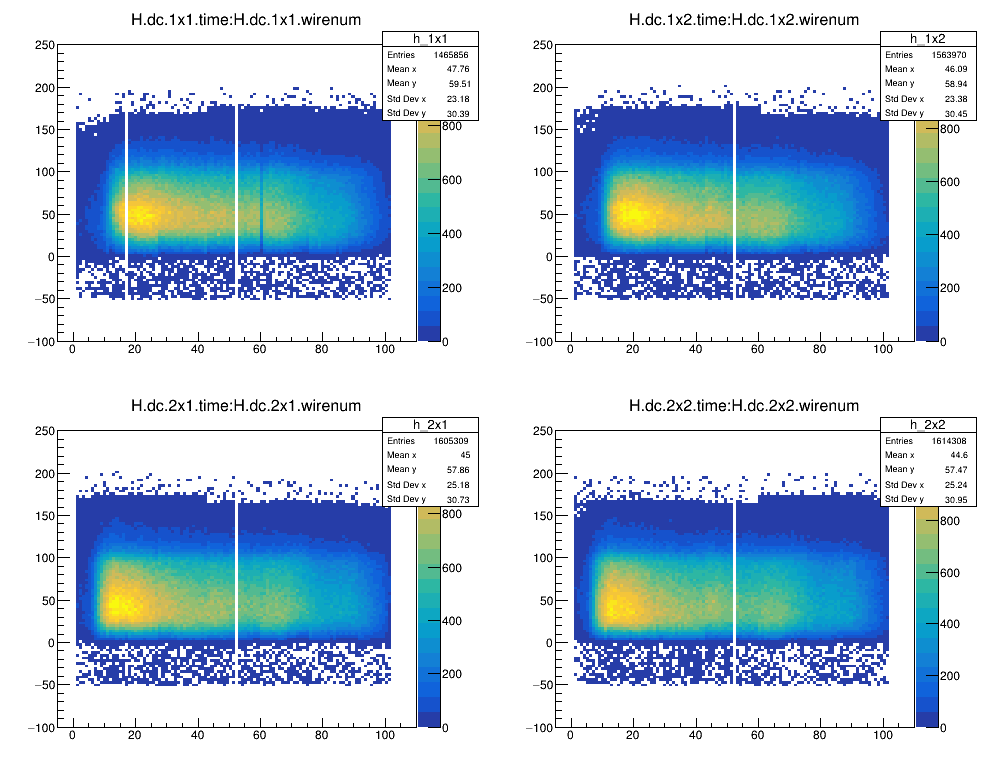 H.dc.1x1.time:H.dc.1x1.wirenum
h_1x1
Entries 1465856
Mean x 47.76
Mean y 59.51
Std Dev x 23.18
Std Dev y 30.39
250
200
150
100
50
0
−50
−100
0 20 40 60 80 100
800
600
400
200
0
H.dc.1x2.time:H.dc.1x2.wirenum
h_1x2
Entries 1563970
Mean x 46.09
Mean y 58.94
Std Dev x 23.38
Std Dev y 30.45
250
200
150
100
50
0
−50
−100
0 20 40 60 80 100
800
600
400
200
0
H.dc.2x1.time:H.dc.2x1.wirenum
h_2x1
Entries 1605309
Mean x 45
Mean y 57.86
Std Dev x 25.18
Std Dev y 30.73
250
200
150
100
50
0
−50
−100
0 20 40 60 80 100
800
600
400
200
0
H.dc.2x2.time:H.dc.2x2.wirenum
h_2x2
Entries 1614308
Mean x 44.6
Mean y 57.47
Std Dev x 25.24
Std Dev y 30.95
250
200
150
100
50
0
−50
−100
0 20 40 60 80 100
800
600
400
200
0